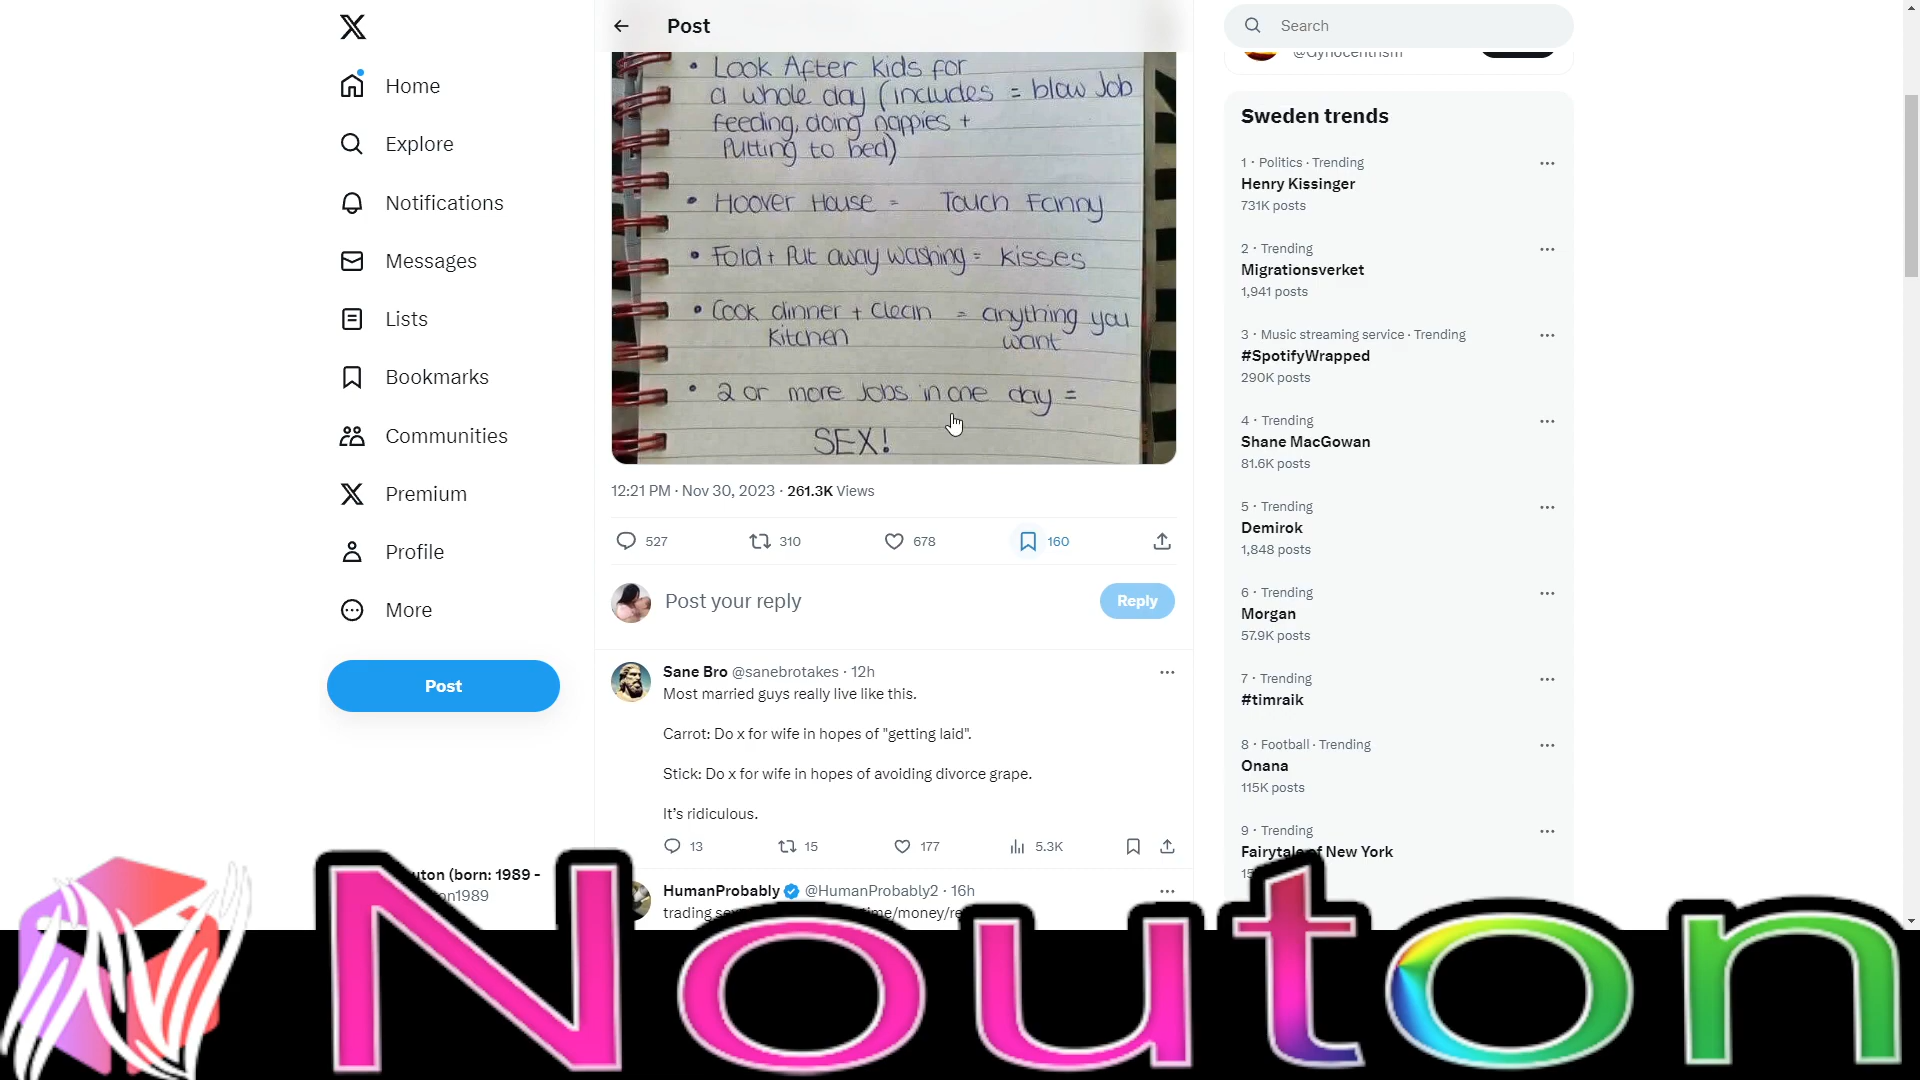 Home
Explore
Notifications
Messages
Lists
Bookmarks
Communities
Premium
Profile
More
Post
uton (born: 1989 -
on1989
Post
• Look After kids for
a whole day (includes = blow Job
feeding, doing nappies +
Putting to bed)
• Hoover House = Touch Fanny
• Fold + Put away washing = kisses
• Cook dinner + Clean = anything you
Kitchen want
• 2 or more Jobs in one day =
SEX!
12:21 PM · Nov 30, 2023 · 261.3K Views
527 310 678 160
Post your reply
Reply
Sane Bro @sanebrotakes · 12h
Most married guys really live like this.
Carrot: Do x for wife in hopes of "getting laid".
Stick: Do x for wife in hopes of avoiding divorce grape.
It's ridiculous.
13 15 177 5.3K
HumanProbably @HumanProbably2 · 16h
trading
Search
@Gynocentrism
Sweden trends
1 · Politics · Trending
Henry Kissinger
731K posts
2 · Trending
Migrationsverket
1,941 posts
3 · Music streaming service · Trending
#SpotifyWrapped
290K posts
4 · Trending
Shane MacGowan
81.6K posts
5 · Trending
Demirok
1,848 posts
6 · Trending
Morgan
57.9K posts
7 · Trending
#timraik
8 · Football · Trending
Onana
115K posts
9 · Trending
Fairytale of New York
Nouton